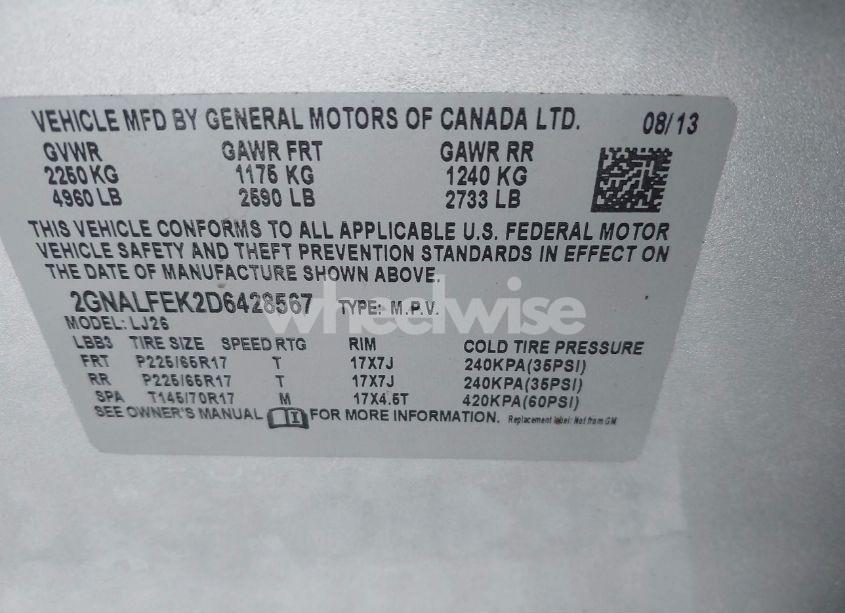 VEHICLE MFD BY GENERAL MOTORS OF CANADA LTD. 08/13
GVWR GAWR FRT GAWR RR
2250 KG 1175 KG 1240 KG
4960 LB 2590 LB 2733 LB
THIS VEHICLE CONFORMS TO ALL APPLICABLE U.S. FEDERAL MOTOR
VEHICLE SAFETY AND THEFT PREVENTION STANDARDS IN EFFECT ON
THE DATE OF MANUFACTURE SHOWN ABOVE.
2GNALFEK2D6428567 TYPE: M.P.V.
wheelwise
MODEL: LJ26
LBB3 TIRE SIZE SPEED RTG RIM COLD TIRE PRESSURE
FRT P225/65R17 T 17X7J 240KPA(35PSI)
RR P225/65R17 T 17X7J 240KPA(35PSI)
SPA T145/70R17 M 17X4.5T 420KPA(60PSI)
SEE OWNER'S MANUAL FOR MORE INFORMATION. Replacement label: Not from GM